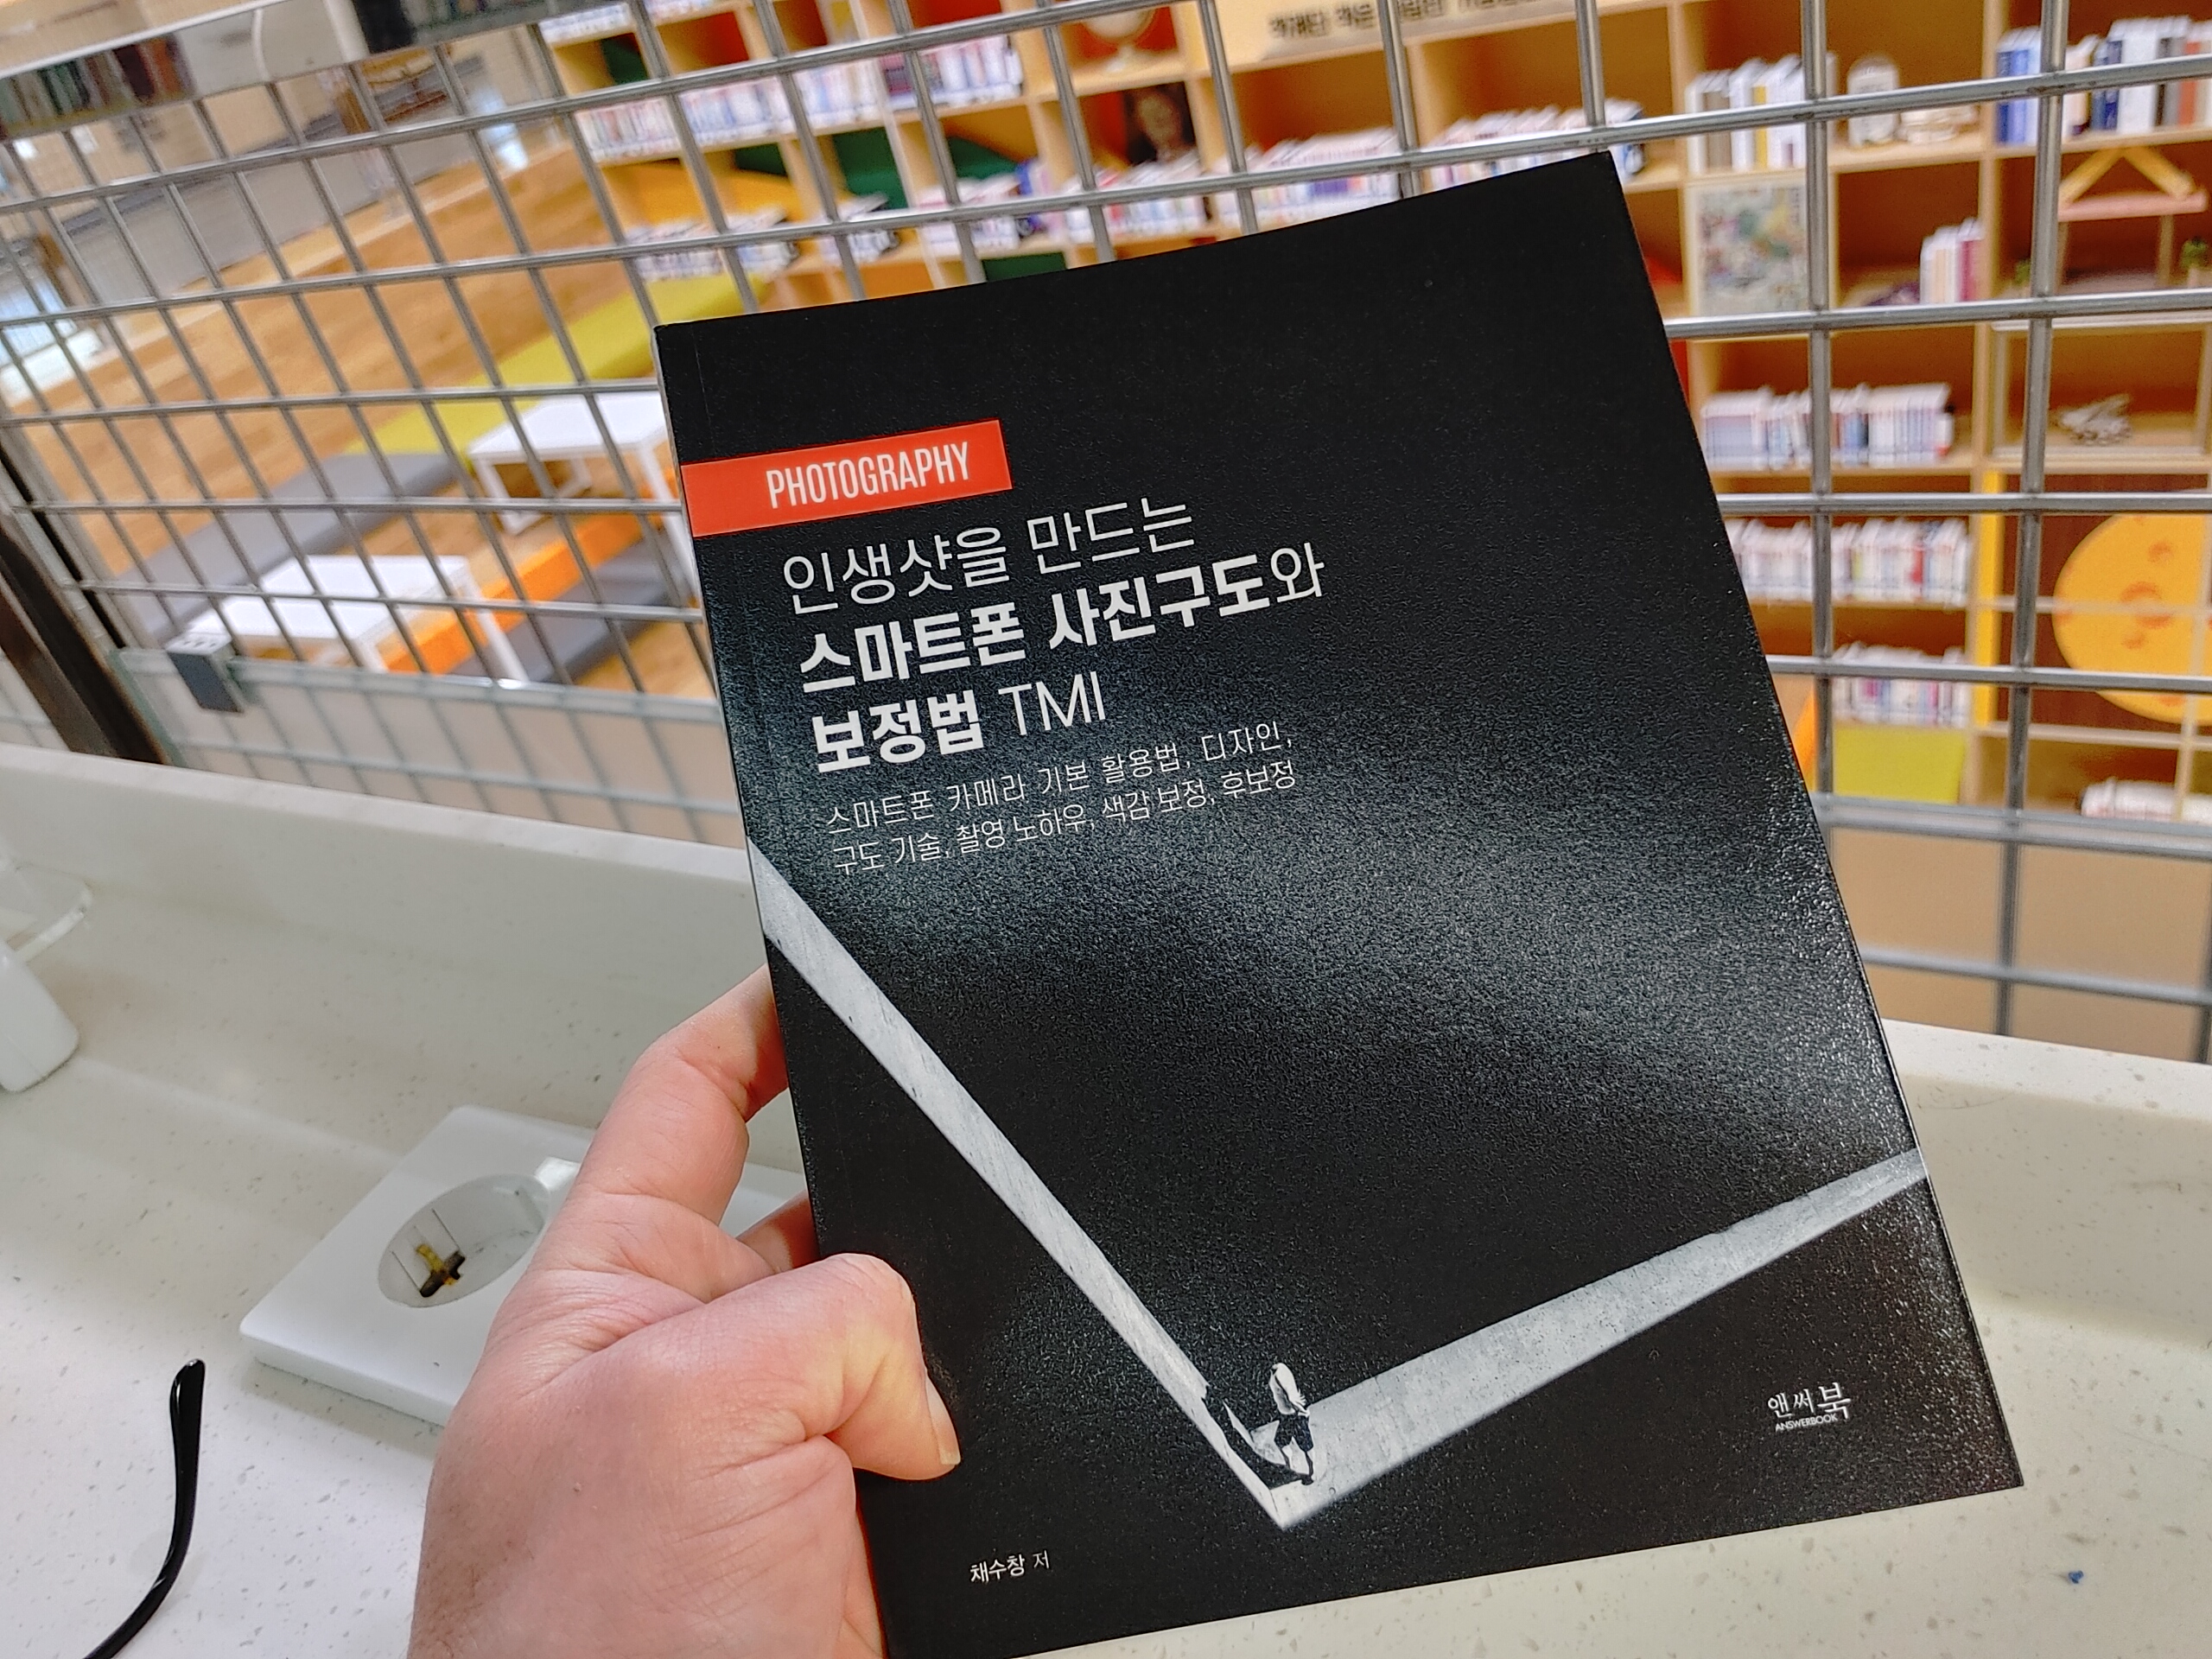 PHOTOGRAPHY
인생샷을 만드는
스마트폰 사진구도와
보정법 TMI
스마트폰 카메라 기본 활용법, 디자인,
구도 기술, 촬영 노하우, 색감 보정, 후보정
앤써북
ANSWERBOOK
채수창 저